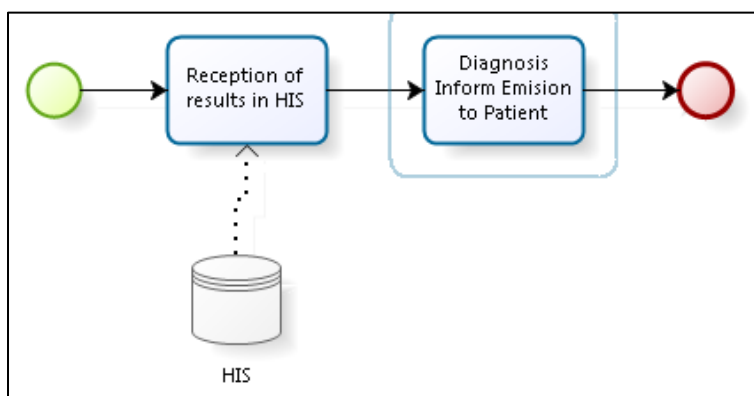 Reception of
results in HIS
Diagnosis
Inform Emision
to Patient
HIS